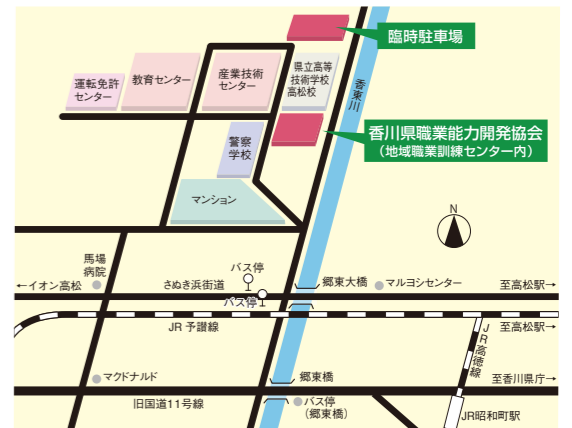 臨時駐車場
県立高等
技術学校
高松校
産業技術
センター
教育センター
運転免許
センター
香東川
香川県職業能力開発協会
（地域職業訓練センター内）
警察
学校
マンション
N
馬場
病院
バス停
←イオン高松
さぬき浜街道
バス停
郷東大橋
マルヨシセンター
至高松駅→
JR 予讃線
至高松駅→
JR高徳線
マクドナルド
郷東橋
至香川県庁→
旧国道11号線
バス停
（郷東橋）
JR昭和町駅